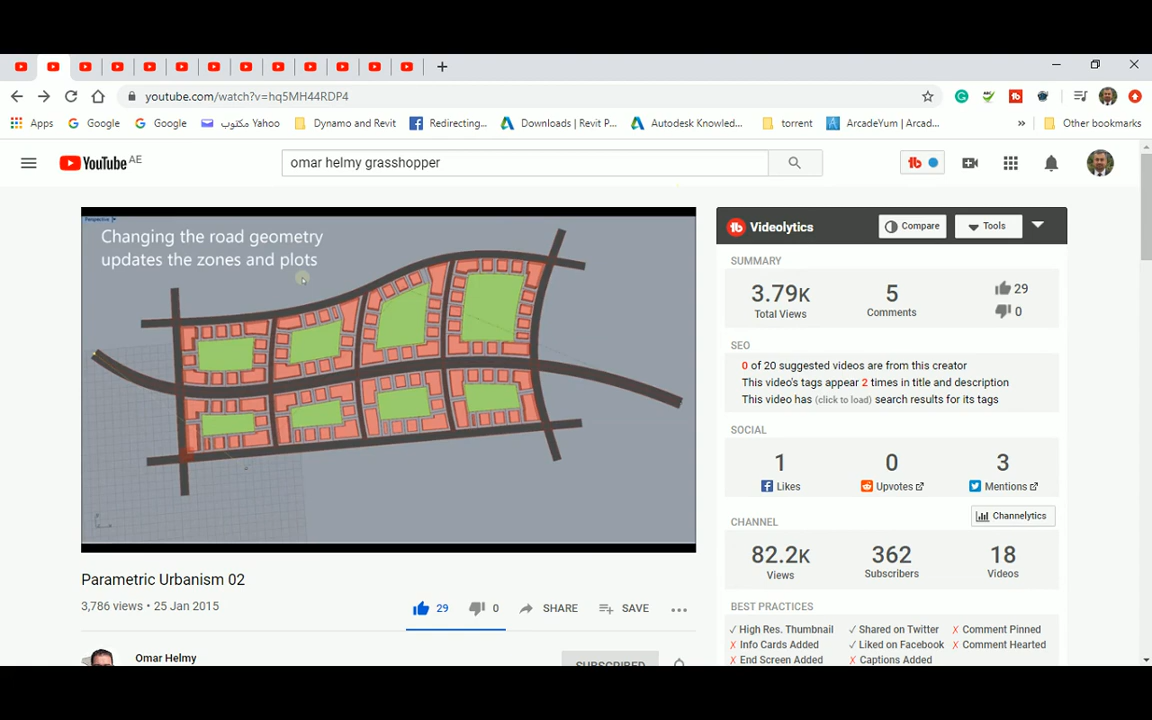 youtube.com/watch?v=hq5MH44RDP4
Apps Google Google مكتوب Yahoo Dynamo and Revit Redirecting... Downloads | Revit P... Autodesk Knowled... torrent ArcadeYum | Arcad... » Other bookmarks
YouTube AE omar helmy grasshopper
Perspective
Changing the road geometry
updates the zones and plots
Videolytics Compare Tools
SUMMARY
3.79K 5 29
Total Views Comments 0
SEO
0 of 20 suggested videos are from this creator
This video's tags appear 2 times in title and description
This video has (click to load) search results for its tags
SOCIAL
1 0 3
Likes Upvotes Mentions
Channelytics
CHANNEL
82.2K 362 18
Views Subscribers Videos
BEST PRACTICES
✓ High Res. Thumbnail ✓ Shared on Twitter ✗ Comment Pinned
✗ Info Cards Added ✓ Liked on Facebook ✗ Comment Hearted
✗ End Screen Added ✗ Captions Added
Parametric Urbanism 02
3,786 views • 25 Jan 2015 29 0 SHARE SAVE ...
Omar Helmy
SUBSCRIBED